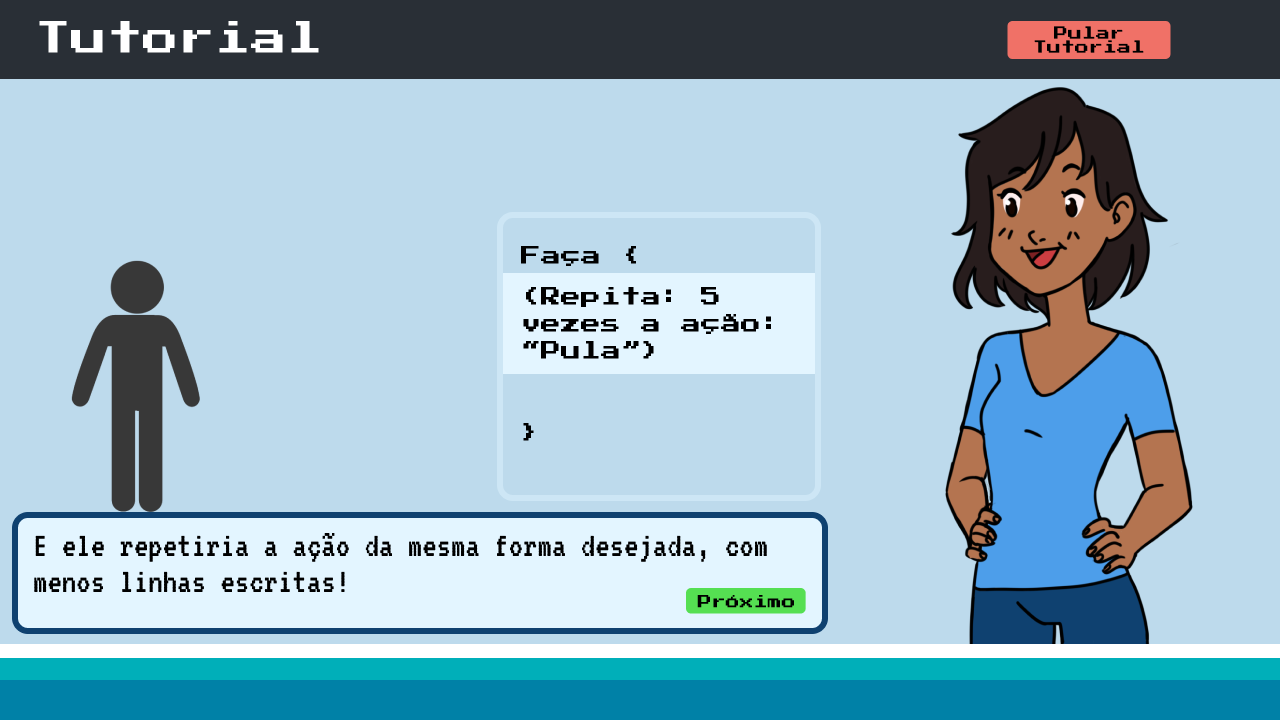 Tutorial
Pular
Tutorial
Faça {
(Repita: 5
vezes a ação:
“Pula”)
}
E ele repetiria a ação da mesma forma desejada, com
menos linhas escritas!
Próximo